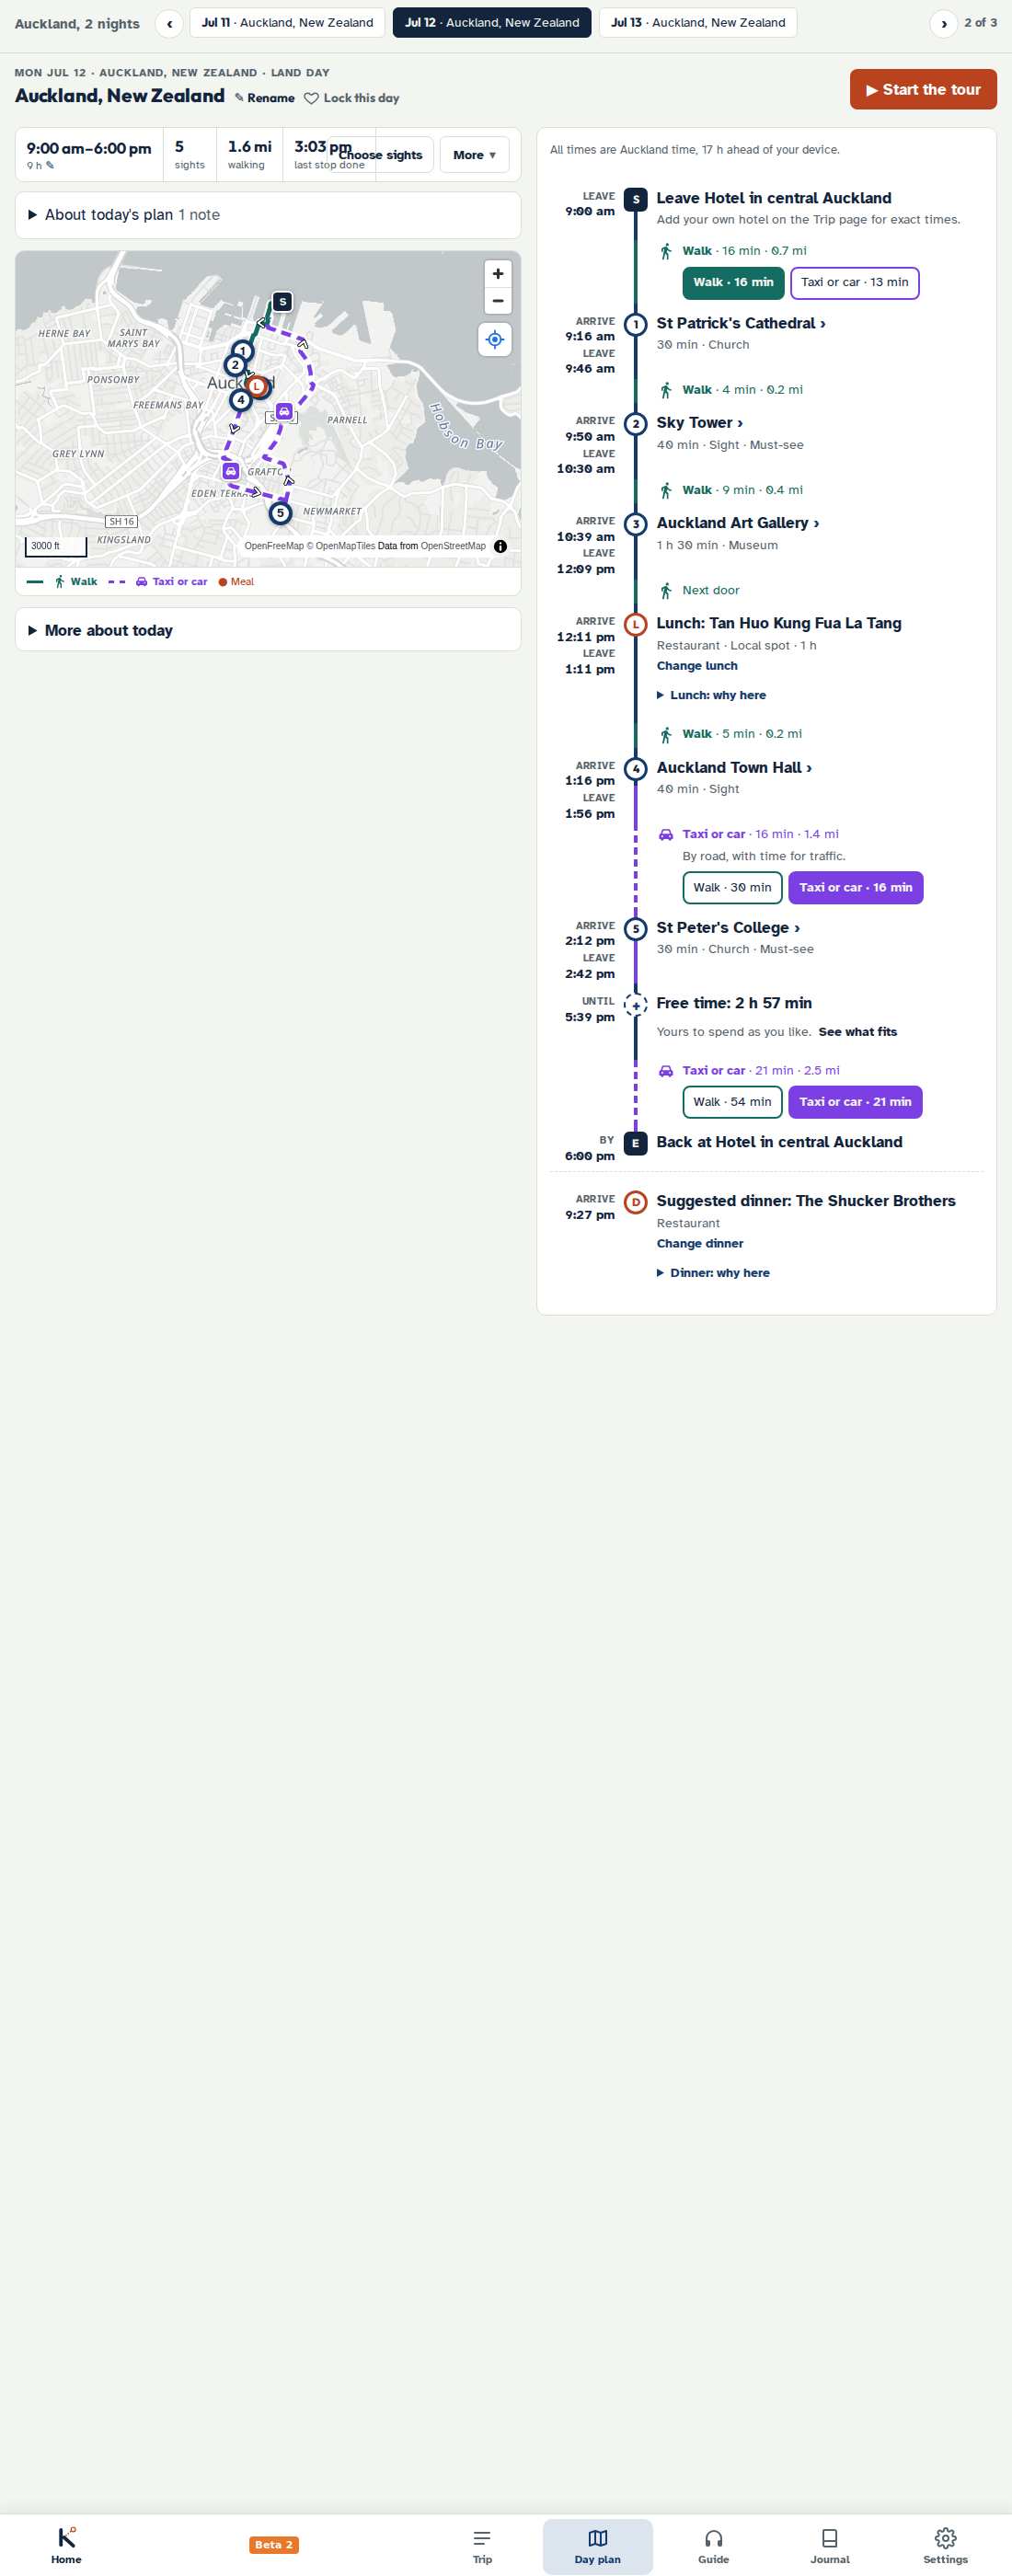 Auckland, 2 nights
‹
Jul 11 · Auckland, New Zealand
Jul 12 · Auckland, New Zealand
Jul 13 · Auckland, New Zealand
›
2 of 3
MON JUL 12 · AUCKLAND, NEW ZEALAND · LAND DAY
Auckland, New Zealand
✎ Rename
Lock this day
▶ Start the tour
9:00 am–6:00 pm
9 h ✎
5
sights
1.6 mi
walking
3:03 pm
last stop done
Choose sights
More ▾
▶ About today's plan 1 note
HERNE BAY
SAINT
MARYS BAY
PONSONBY
FREEMANS BAY
GREY LYNN
PARNELL
Hobson Bay
NEWMARKET
SH 16
KINGSLAND
S
1
2
L
4
5
+
−
3000 ft
OpenFreeMap © OpenMapTiles Data from OpenStreetMap
Walk
Taxi or car
Meal
▶ More about today
All times are Auckland time, 17 h ahead of your device.
LEAVE
9:00 am
S
Leave Hotel in central Auckland
Add your own hotel on the Trip page for exact times.
Walk · 16 min · 0.7 mi
Walk · 16 min
Taxi or car · 13 min
ARRIVE
9:16 am
LEAVE
9:46 am
1
St Patrick's Cathedral ›
30 min · Church
Walk · 4 min · 0.2 mi
ARRIVE
9:50 am
LEAVE
10:30 am
2
Sky Tower ›
40 min · Sight · Must-see
Walk · 9 min · 0.4 mi
ARRIVE
10:39 am
LEAVE
12:09 pm
3
Auckland Art Gallery ›
1 h 30 min · Museum
Next door
ARRIVE
12:11 pm
LEAVE
1:11 pm
L
Lunch: Tan Huo Kung Fua La Tang
Restaurant · Local spot · 1 h
Change lunch
▶ Lunch: why here
Walk · 5 min · 0.2 mi
ARRIVE
1:16 pm
LEAVE
1:56 pm
4
Auckland Town Hall ›
40 min · Sight
Taxi or car · 16 min · 1.4 mi
By road, with time for traffic.
Walk · 30 min
Taxi or car · 16 min
ARRIVE
2:12 pm
LEAVE
2:42 pm
5
St Peter's College ›
30 min · Church · Must-see
UNTIL
5:39 pm
+
Free time: 2 h 57 min
Yours to spend as you like. See what fits
Taxi or car · 21 min · 2.5 mi
Walk · 54 min
Taxi or car · 21 min
BY
6:00 pm
E
Back at Hotel in central Auckland
ARRIVE
9:27 pm
D
Suggested dinner: The Shucker Brothers
Restaurant
Change dinner
▶ Dinner: why here
Home
Beta 2
Trip
Day plan
Guide
Journal
Settings